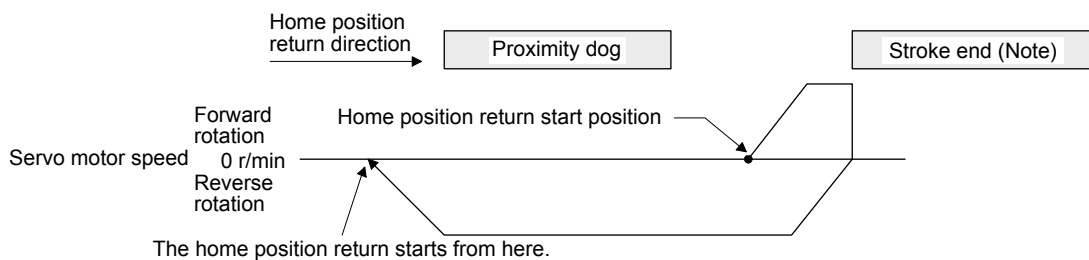 Home position
return direction
Proximity dog
Stroke end (Note)
Forward
rotation
Home position return start position
Servo motor speed
0 r/min
Reverse
rotation
The home position return starts from here.